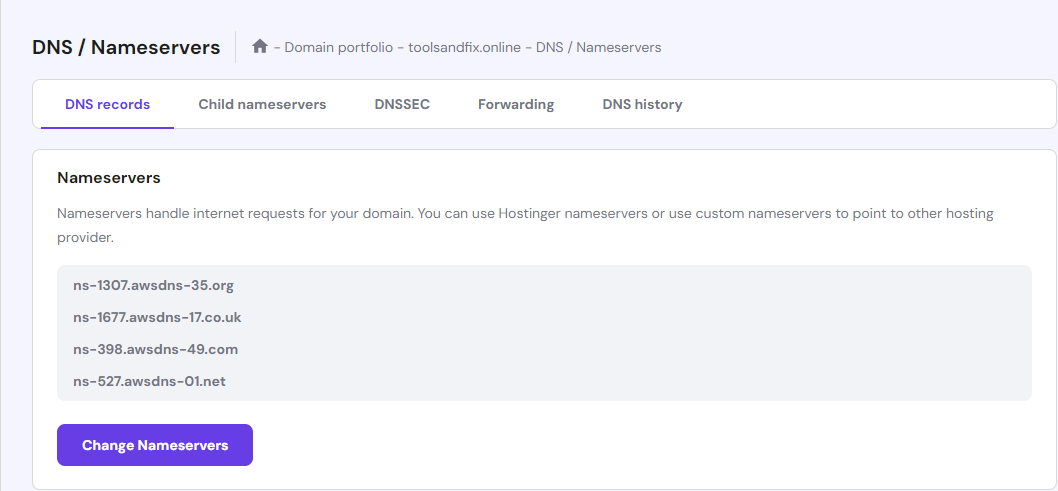 DNS / Nameservers
- Domain portfolio - toolsandfix.online - DNS / Nameservers
DNS records
Child nameservers
DNSSEC
Forwarding
DNS history
Nameservers
Nameservers handle internet requests for your domain. You can use Hostinger nameservers or use custom nameservers to point to other hosting
provider.
ns-1307.awsdns-35.org
ns-1677.awsdns-17.co.uk
ns-398.awsdns-49.com
ns-527.awsdns-01.net
Change Nameservers